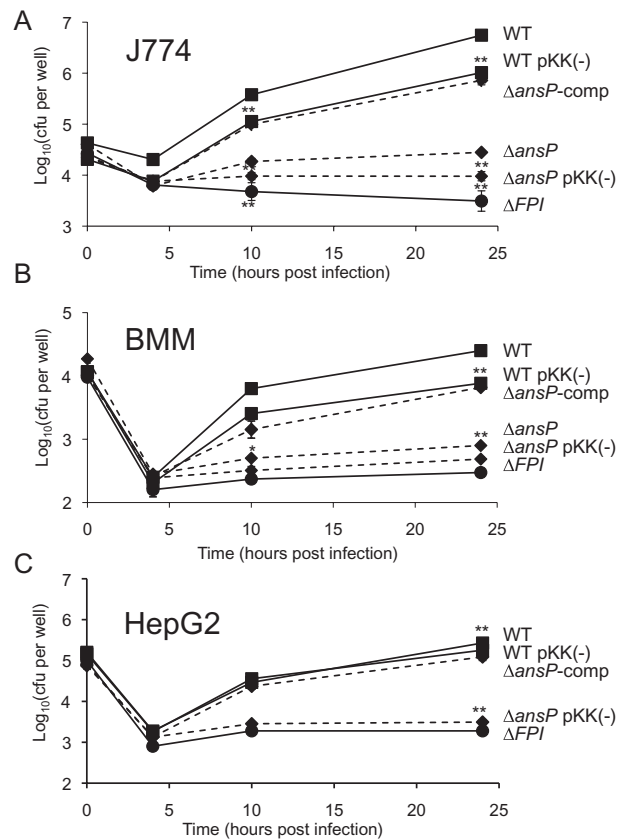 A
J774
7
6
5
4
3
Log10(cfu per well)
WT
**
WT pKK(-)
ΔansP-comp
**
ΔansP
**
**
ΔansP pKK(-)
**
**
ΔFPI
0
5
10
15
20
25
Time (hours post infection)
B
BMM
5
4
3
2
Log10(cfu per well)
WT
**
WT pKK(-)
ΔansP-comp
*
**
ΔansP
ΔansP pKK(-)
ΔFPI
0
5
10
15
20
25
Time (hours post infection)
C
HepG2
7
6
5
4
3
2
Log10(cfu per well)
**
WT
WT pKK(-)
ΔansP-comp
**
ΔansP pKK(-)
ΔFPI
0
5
10
15
20
25
Time (hours post infection)